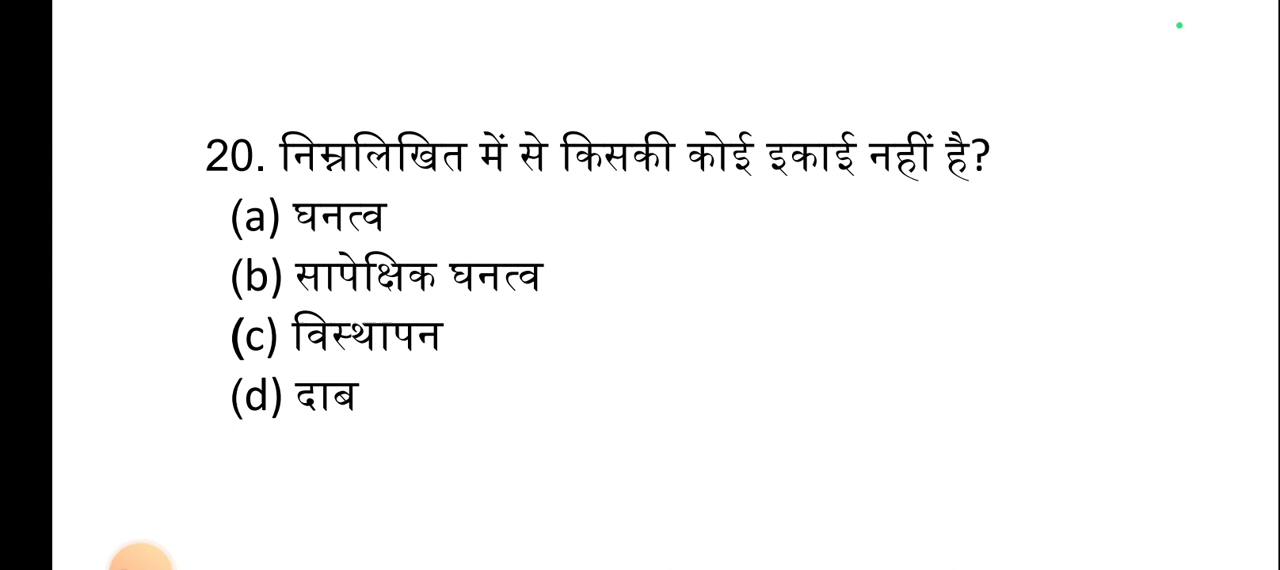 20. निम्नलिखित में से किसकी कोई इकाई नहीं है?
(a) घनत्व
(b) सापेक्षिक घनत्व
(c) विस्थापन
(d) दाब